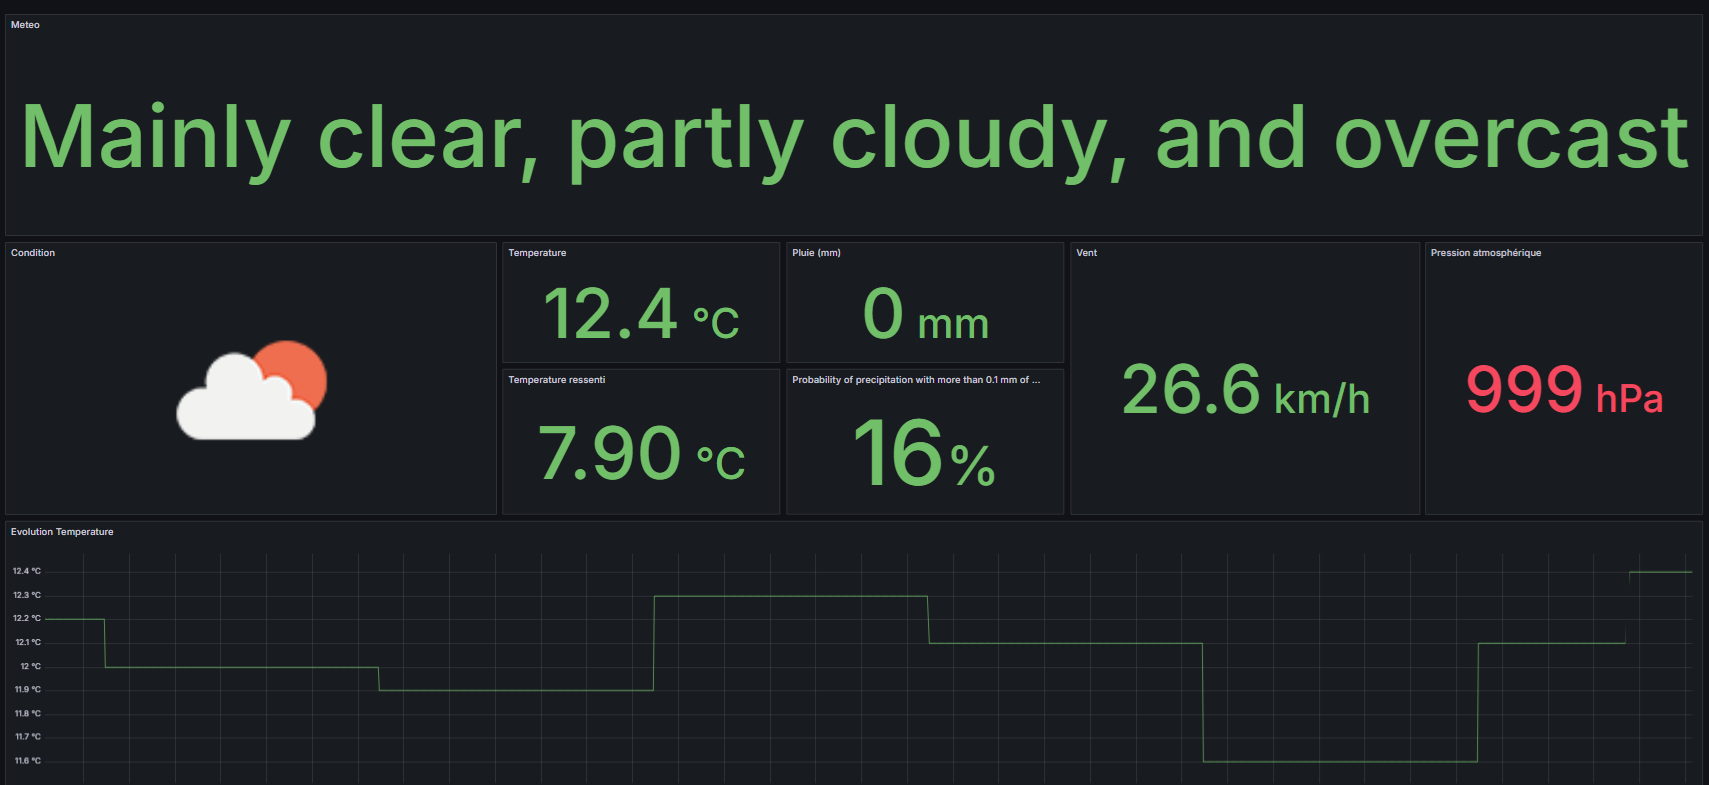 Meteo
Mainly clear, partly cloudy, and overcast
Condition
Temperature
12.4 °C
Pluie (mm)
0 mm
Vent
26.6 km/h
Pression atmosphérique
999 hPa
Temperature ressenti
7.90 °C
Probability of precipitation with more than 0.1 mm of ...
16%
Evolution Temperature
12.4 °C
12.3 °C
12.2 °C
12.1 °C
12 °C
11.9 °C
11.8 °C
11.7 °C
11.6 °C